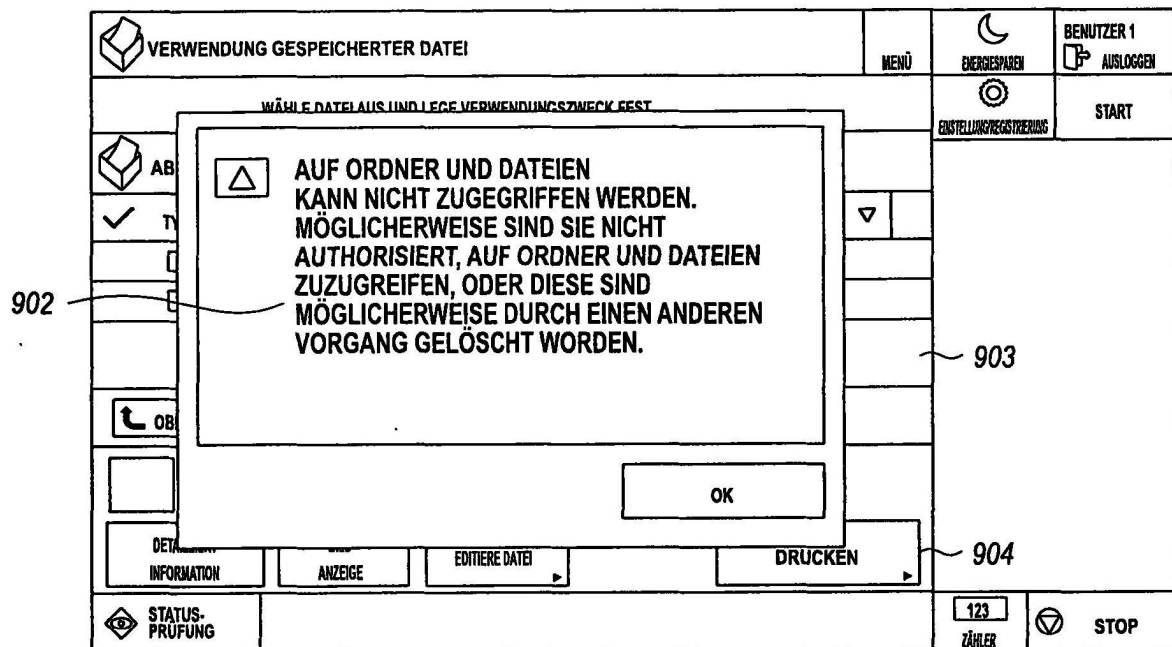 VERWENDUNG GESPEICHERTER DATEI
MENÜ
ENERGIESPAREN
BENUTZER 1
AUSLOGGEN
WÄHLE DATEI AUS UND LEGE VERWENDUNGSZWECK FEST
EINSTELLUNG/REGISTRIERUNG
START
AB
AUF ORDNER UND DATEIEN
KANN NICHT ZUGEGRIFFEN WERDEN.
MÖGLICHERWEISE SIND SIE NICHT
AUTHORISIERT, AUF ORDNER UND DATEIEN
ZUZUGREIFEN, ODER DIESE SIND
MÖGLICHERWEISE DURCH EINEN ANDEREN
VORGANG GELÖSCHT WORDEN.
902
903
OB
OK
INFORMATION
ANZEIGE
EDITIERE DATEI
DRUCKEN
904
STATUS-
PRÜFUNG
123
ZÄHLER
STOP